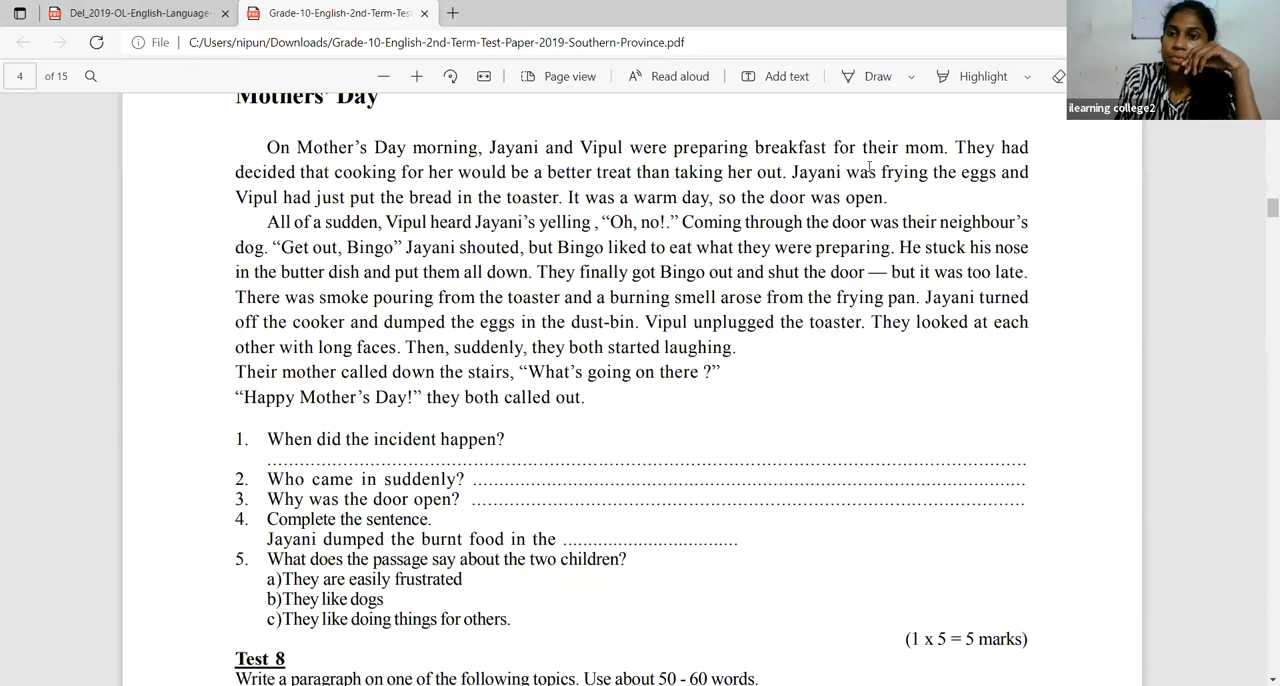 Del_2019-OL-English-Language-
Grade-10-English-2nd-Term-Test
File C:/Users/nipun/Downloads/Grade-10-English-2nd-Term-Test-Paper-2019-Southern-Province.pdf
4 of 15 Page view Read aloud Add text Draw Highlight
ilearning college2
Mothers' Day
On Mother's Day morning, Jayani and Vipul were preparing breakfast for their mom. They had
decided that cooking for her would be a better treat than taking her out. Jayani was frying the eggs and
Vipul had just put the bread in the toaster. It was a warm day, so the door was open.
All of a sudden, Vipul heard Jayani's yelling , “Oh, no!.” Coming through the door was their neighbour's
dog. “Get out, Bingo” Jayani shouted, but Bingo liked to eat what they were preparing. He stuck his nose
in the butter dish and put them all down. They finally got Bingo out and shut the door — but it was too late.
There was smoke pouring from the toaster and a burning smell arose from the frying pan. Jayani turned
off the cooker and dumped the eggs in the dust-bin. Vipul unplugged the toaster. They looked at each
other with long faces. Then, suddenly, they both started laughing.
Their mother called down the stairs, “What's going on there ?”
“Happy Mother's Day!” they both called out.
1. When did the incident happen?
................................................................................
2. Who came in suddenly? ................................................................................
3. Why was the door open? ................................................................................
4. Complete the sentence.
Jayani dumped the burnt food in the ..................................
5. What does the passage say about the two children?
a)They are easily frustrated
b)They like dogs
c)They like doing things for others.
(1 x 5 = 5 marks)
Test 8
Write a paragraph on one of the following topics. Use about 50 - 60 words.